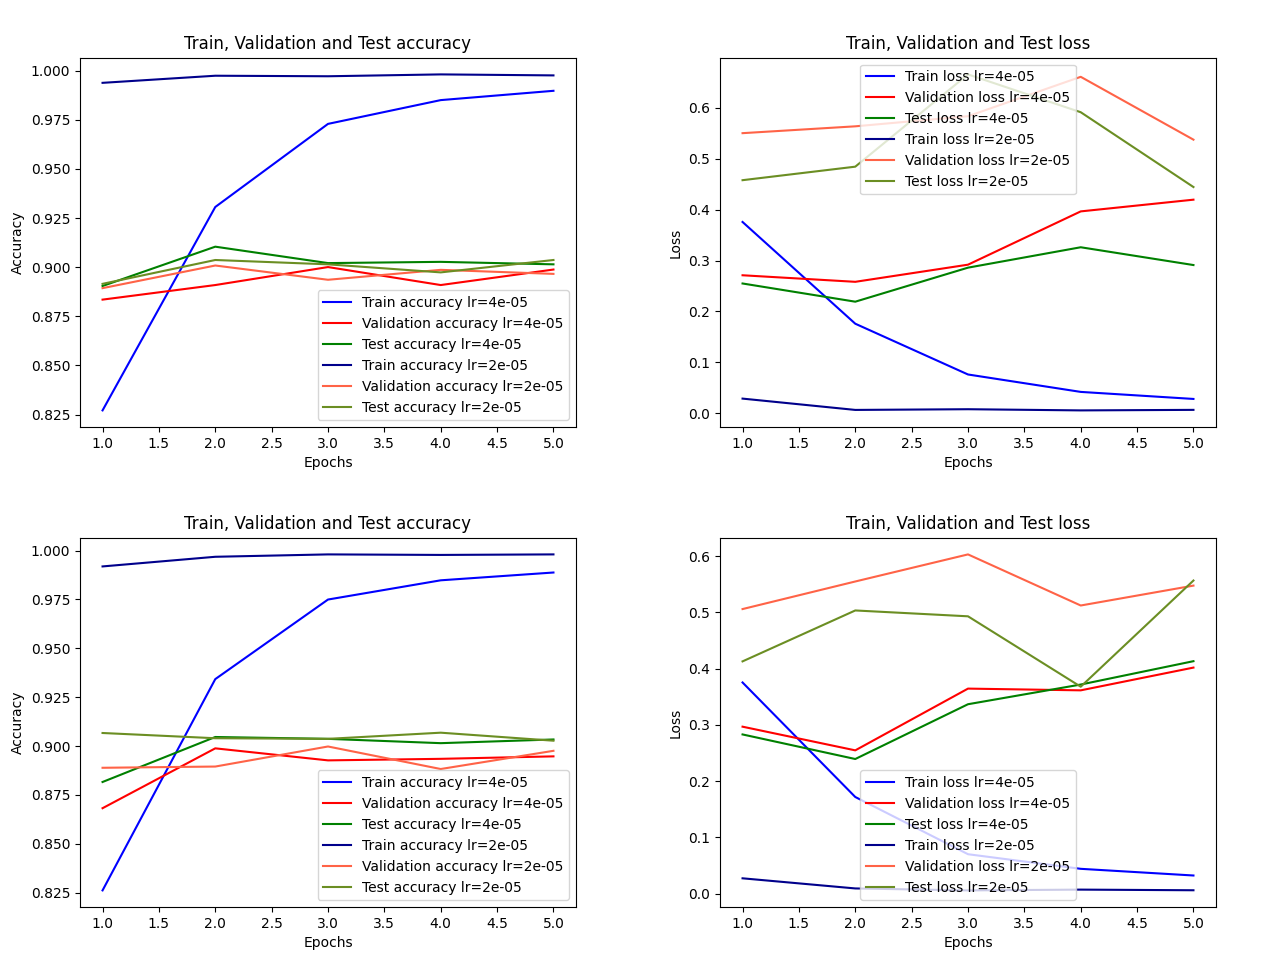 Train, Validation and Test accuracy
Accuracy
1.000
0.975
0.950
0.925
0.900
0.875
0.850
0.825
Train accuracy lr=4e-05
Validation accuracy lr=4e-05
Test accuracy lr=4e-05
Train accuracy lr=2e-05
Validation accuracy lr=2e-05
Test accuracy lr=2e-05
1.0 1.5 2.0 2.5 3.0 3.5 4.0 4.5 5.0
Epochs
Train, Validation and Test loss
Loss
0.6
0.5
0.4
0.3
0.2
0.1
0.0
Train loss lr=4e-05
Validation loss lr=4e-05
Test loss lr=4e-05
Train loss lr=2e-05
Validation loss lr=2e-05
Test loss lr=2e-05
1.0 1.5 2.0 2.5 3.0 3.5 4.0 4.5 5.0
Epochs
Train, Validation and Test accuracy
Accuracy
1.000
0.975
0.950
0.925
0.900
0.875
0.850
0.825
Train accuracy lr=4e-05
Validation accuracy lr=4e-05
Test accuracy lr=4e-05
Train accuracy lr=2e-05
Validation accuracy lr=2e-05
Test accuracy lr=2e-05
1.0 1.5 2.0 2.5 3.0 3.5 4.0 4.5 5.0
Epochs
Train, Validation and Test loss
Loss
0.6
0.5
0.4
0.3
0.2
0.1
0.0
Train loss lr=4e-05
Validation loss lr=4e-05
Test loss lr=4e-05
Train loss lr=2e-05
Validation loss lr=2e-05
Test loss lr=2e-05
1.0 1.5 2.0 2.5 3.0 3.5 4.0 4.5 5.0
Epochs